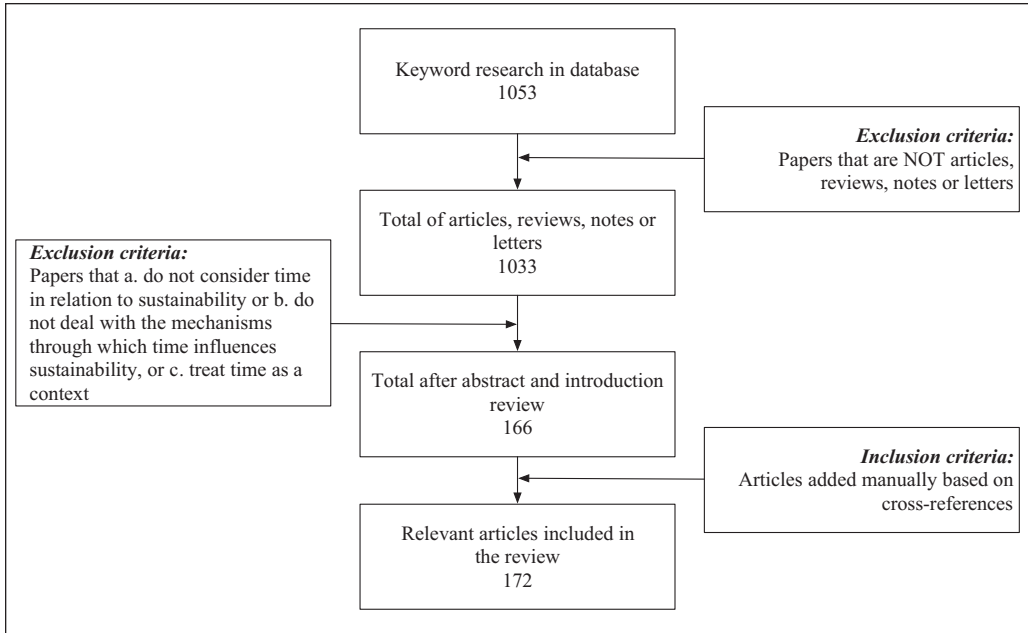 Keyword research in database
1053
Exclusion criteria:
Papers that are NOT articles,
reviews, notes or letters
Total of articles, reviews, notes or
letters
1033
Exclusion criteria:
Papers that a. do not consider time
in relation to sustainability or b. do
not deal with the mechanisms
through which time influences
sustainability, or c. treat time as a
context
Total after abstract and introduction
review
166
Inclusion criteria:
Articles added manually based on
cross-references
Relevant articles included in
the review
172